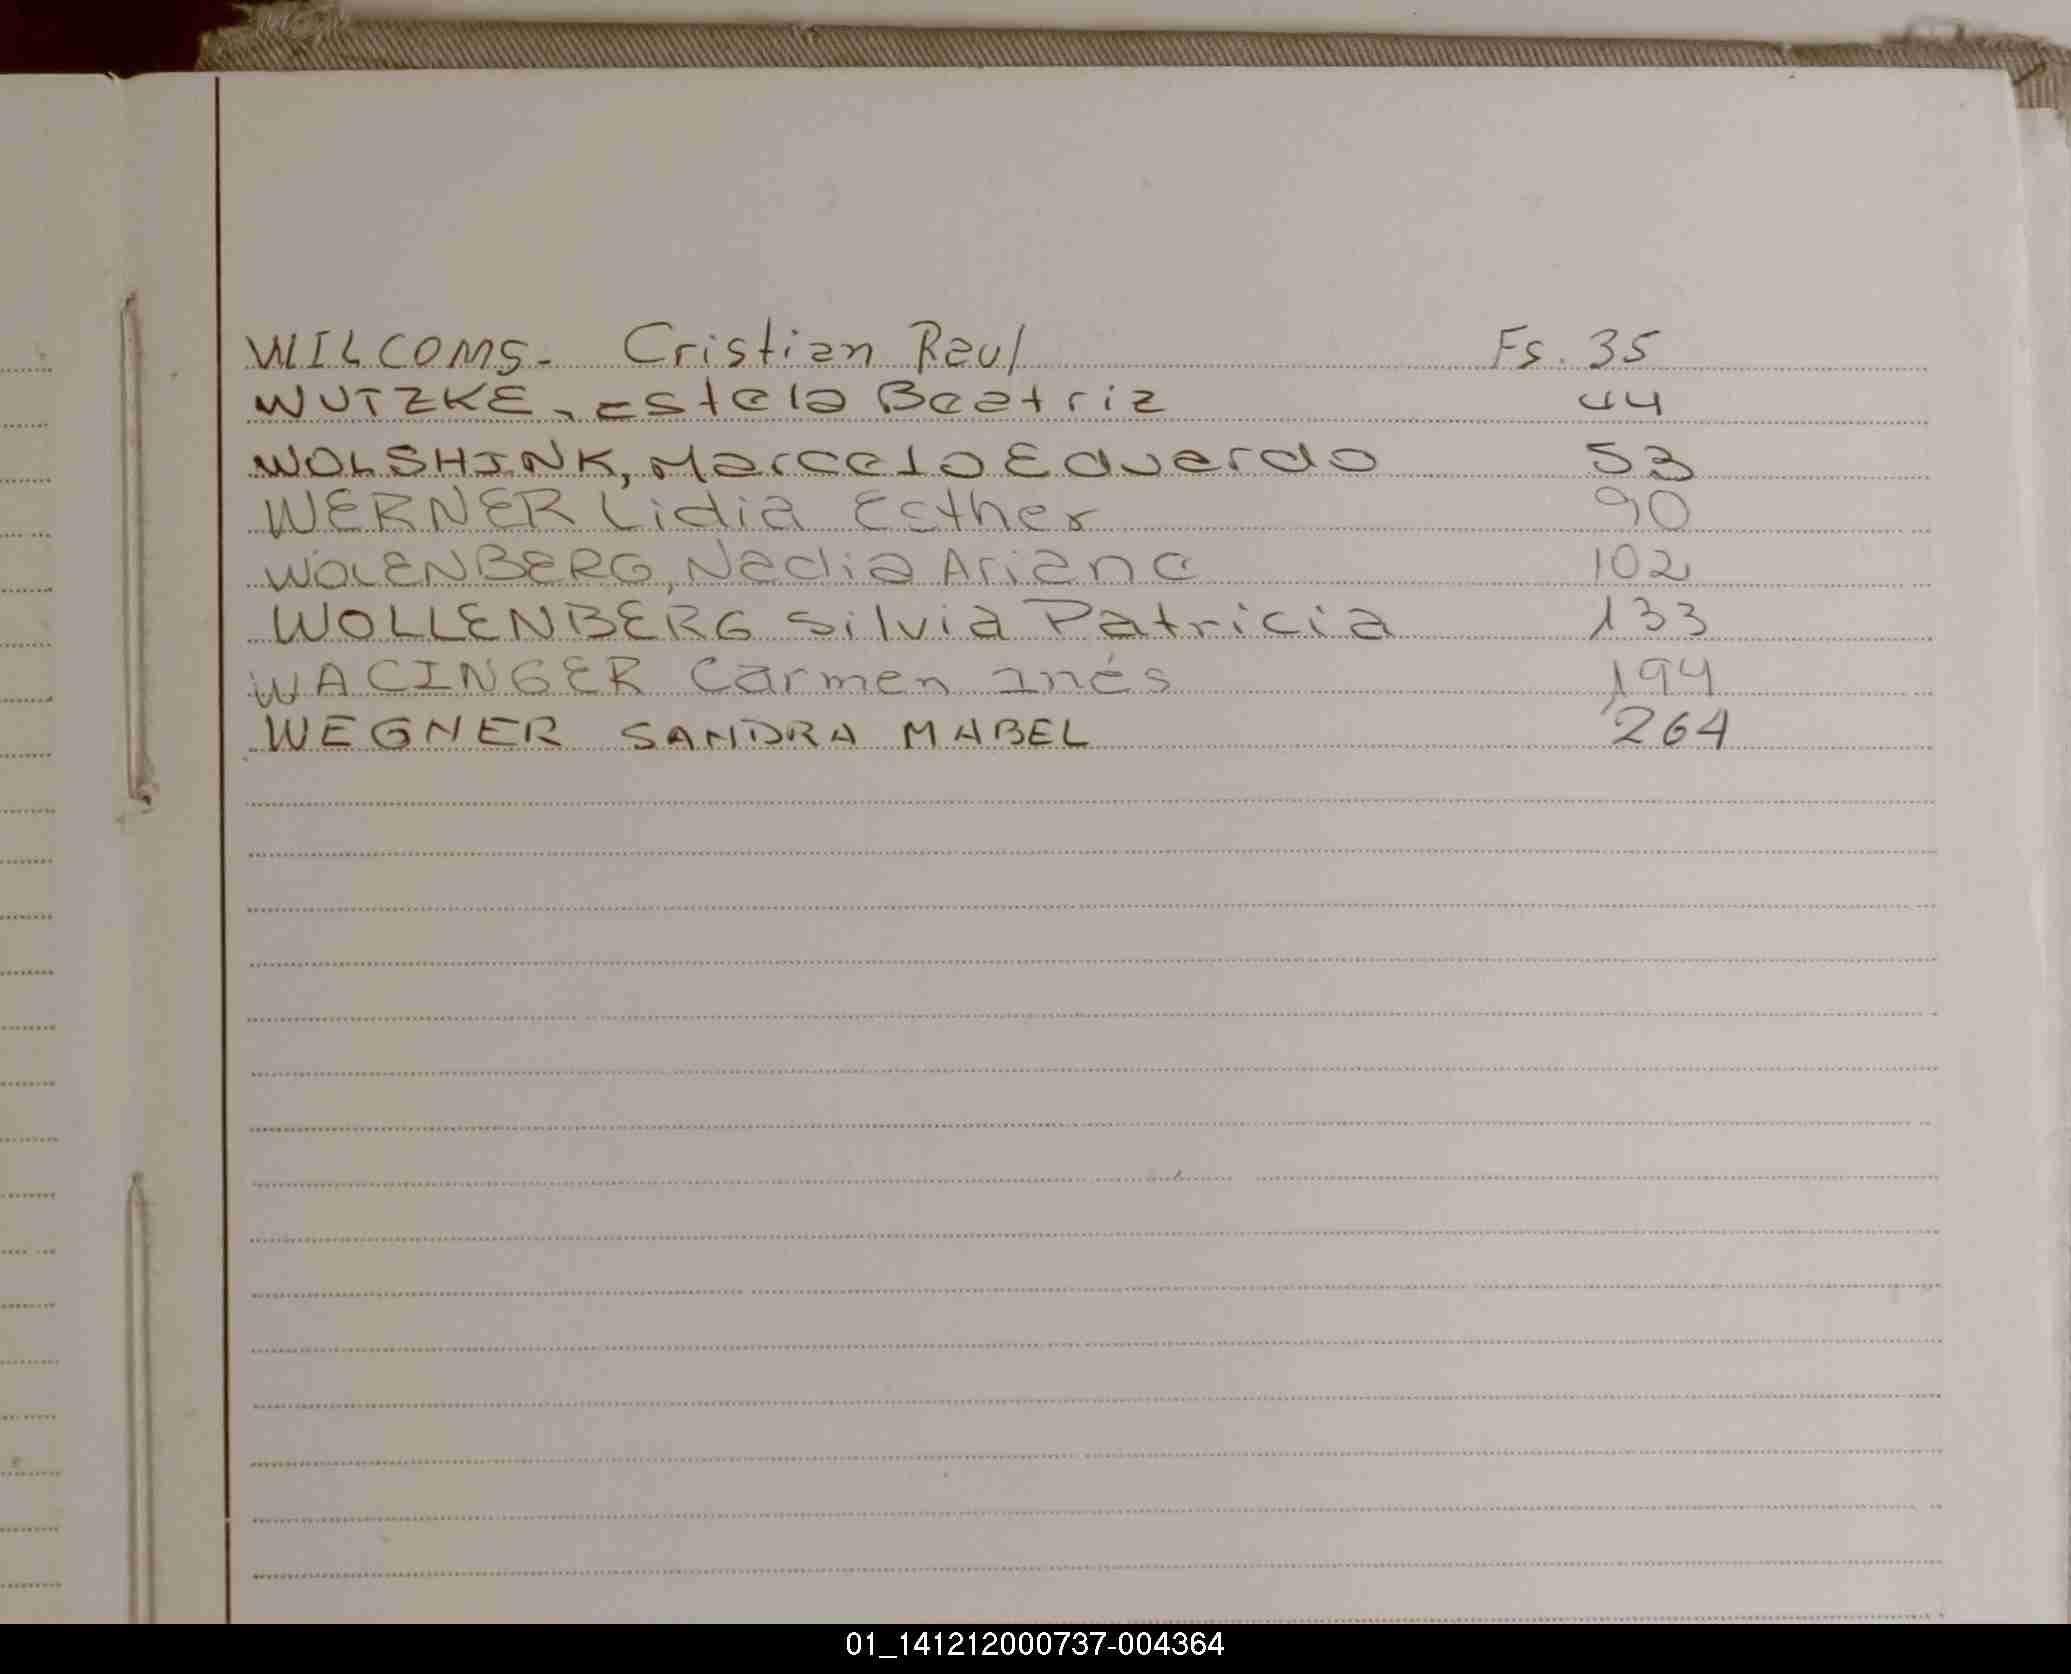 WILCOMS - Cristian Raul Fs. 35
WUTZKE, Estela Beatriz 44
WOLSHINK, Marcelo Eduardo 53
WERNER Lidia Esther 90
WOLENBERG, Nadia Ariana 102
WOLLENBERG Silvia Patricia 133
WACINGER Carmen Inés 194
WEGNER SANDRA MABEL 264
01_141212000737-004364